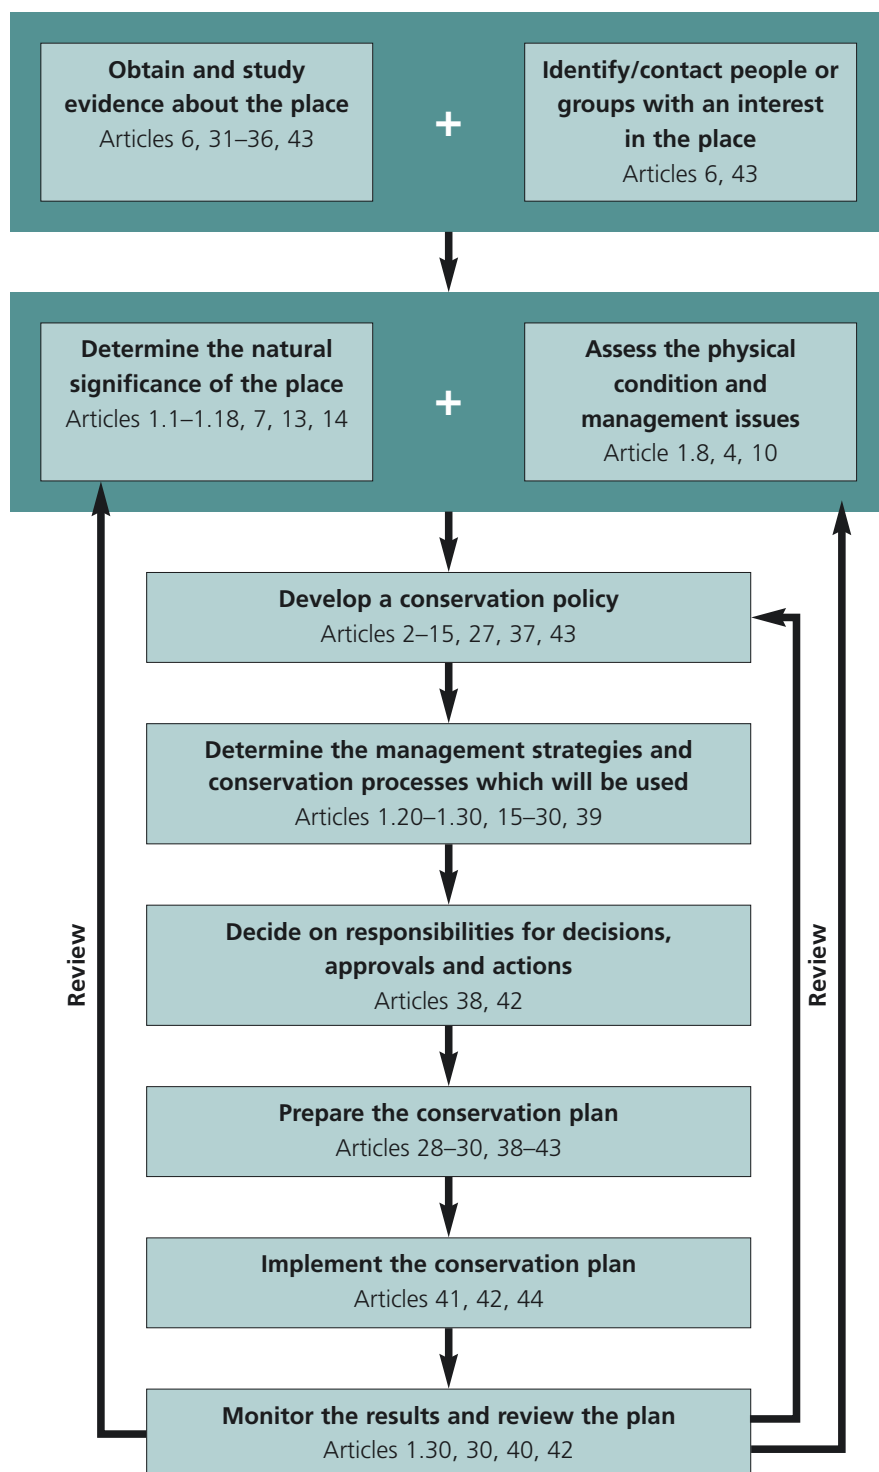 Obtain and study
evidence about the place
Articles 6, 31–36, 43
+
Identify/contact people or
groups with an interest
in the place
Articles 6, 43
Determine the natural
significance of the place
Articles 1.1–1.18, 7, 13, 14
+
Assess the physical
condition and
management issues
Article 1.8, 4, 10
Develop a conservation policy
Articles 2–15, 27, 37, 43
Determine the management strategies and
conservation processes which will be used
Articles 1.20–1.30, 15–30, 39
Decide on responsibilities for decisions,
approvals and actions
Articles 38, 42
Review
Review
Prepare the conservation plan
Articles 28–30, 38–43
Implement the conservation plan
Articles 41, 42, 44
Monitor the results and review the plan
Articles 1.30, 30, 40, 42